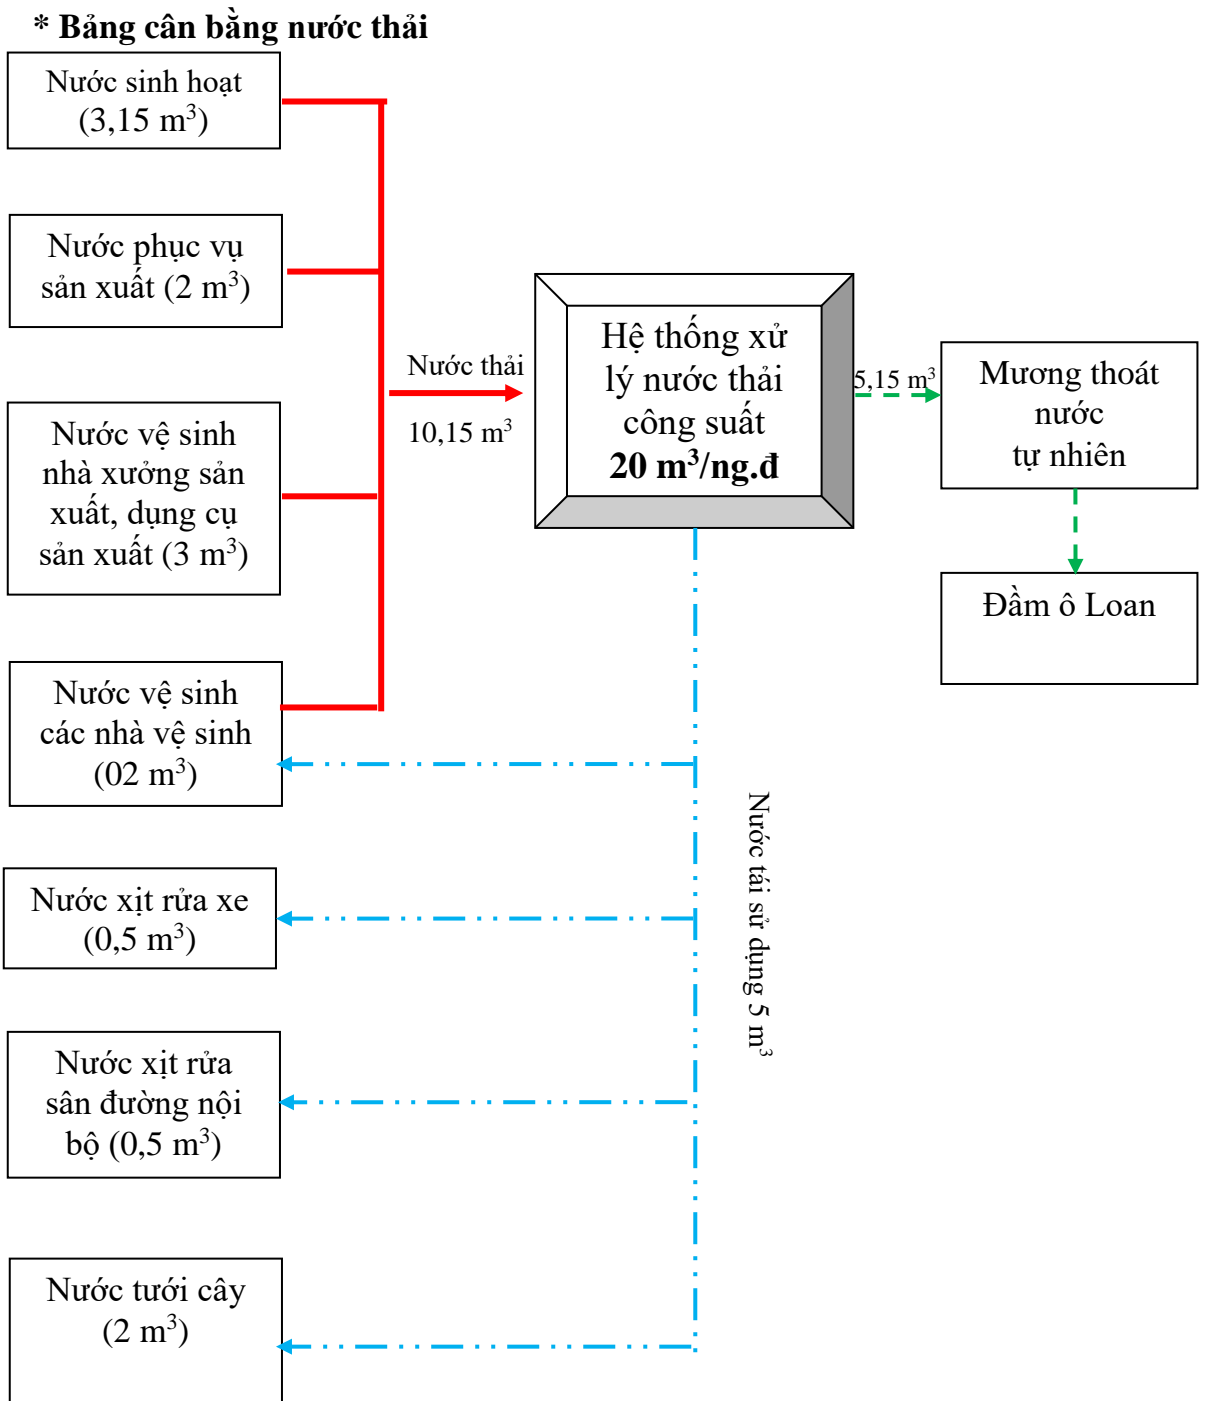 * Bảng cân bằng nước thải
Nước sinh hoạt
(3,15 m³)
Nước phục vụ
sản xuất (2 m³)
Nước vệ sinh
nhà xưởng sản
xuất, dụng cụ
sản xuất (3 m³)
Nước vệ sinh
các nhà vệ sinh
(02 m³)
Nước xịt rửa xe
(0,5 m³)
Nước xịt rửa
sân đường nội
bộ (0,5 m³)
Nước tưới cây
(2 m³)
Nước thải
10,15 m³
Hệ thống xử
lý nước thải
công suất
20 m³/ng.đ
5,15 m³
Mương thoát
nước
tự nhiên
Đầm ô Loan
Nước tái sử dụng 5 m³